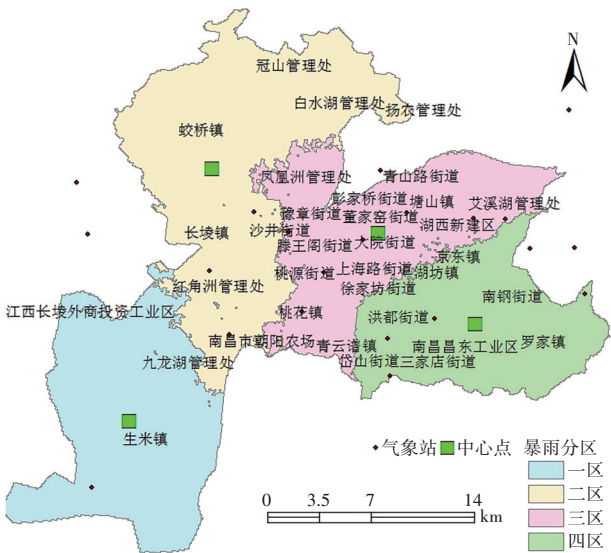 冠山管理处
N
白水湖管理处
扬农管理处
蛟桥镇
凤凰洲管理处
青山路街道
彭家桥街道
塘山镇
艾溪湖管理处
豫章街道
董家窑街道
湖西新建区
长堎镇
沙井街道
滕王阁街道
大院街道
京东镇
桃源街道
上海路街道
湖坊镇
红角洲管理处
徐家坊街道
南钢街道
江西长堎外商投资工业区
桃花镇
洪都街道
南昌市朝阳农场
青云谱镇
南昌昌东工业区
罗家镇
九龙湖管理处
岱山街道
三家店街道
生米镇
气象站 中心点 暴雨分区
一区
二区
三区
四区
0 3.5 7 14
km